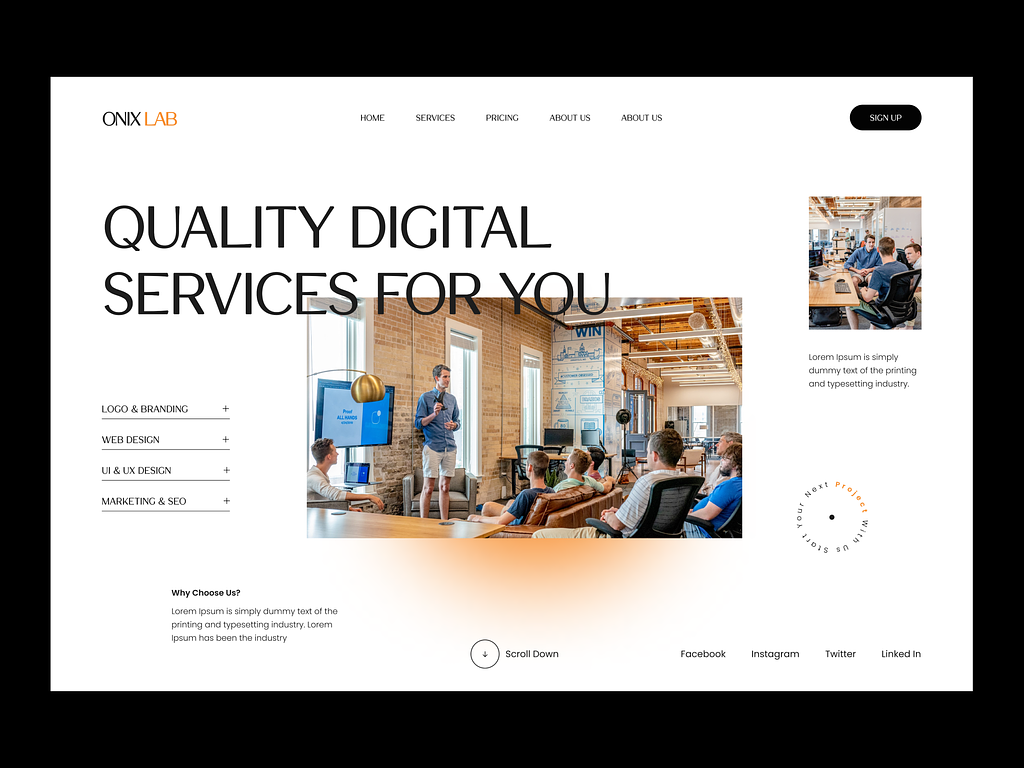 ONIX LAB
HOME
SERVICES
PRICING
ABOUT US
ABOUT US
SIGN UP
QUALITY DIGITAL
SERVICES FOR YOU
WIN
Proud
ALL HANDS
LOGO & BRANDING +
WEB DESIGN +
UI & UX DESIGN +
MARKETING & SEO +
Lorem Ipsum is simply
dummy text of the printing
and typesetting industry.
Start Your Next Project With Us
Why Choose Us?
Lorem Ipsum is simply dummy text of the
printing and typesetting industry. Lorem
Ipsum has been the industry
Scroll Down
Facebook
Instagram
Twitter
Linked In